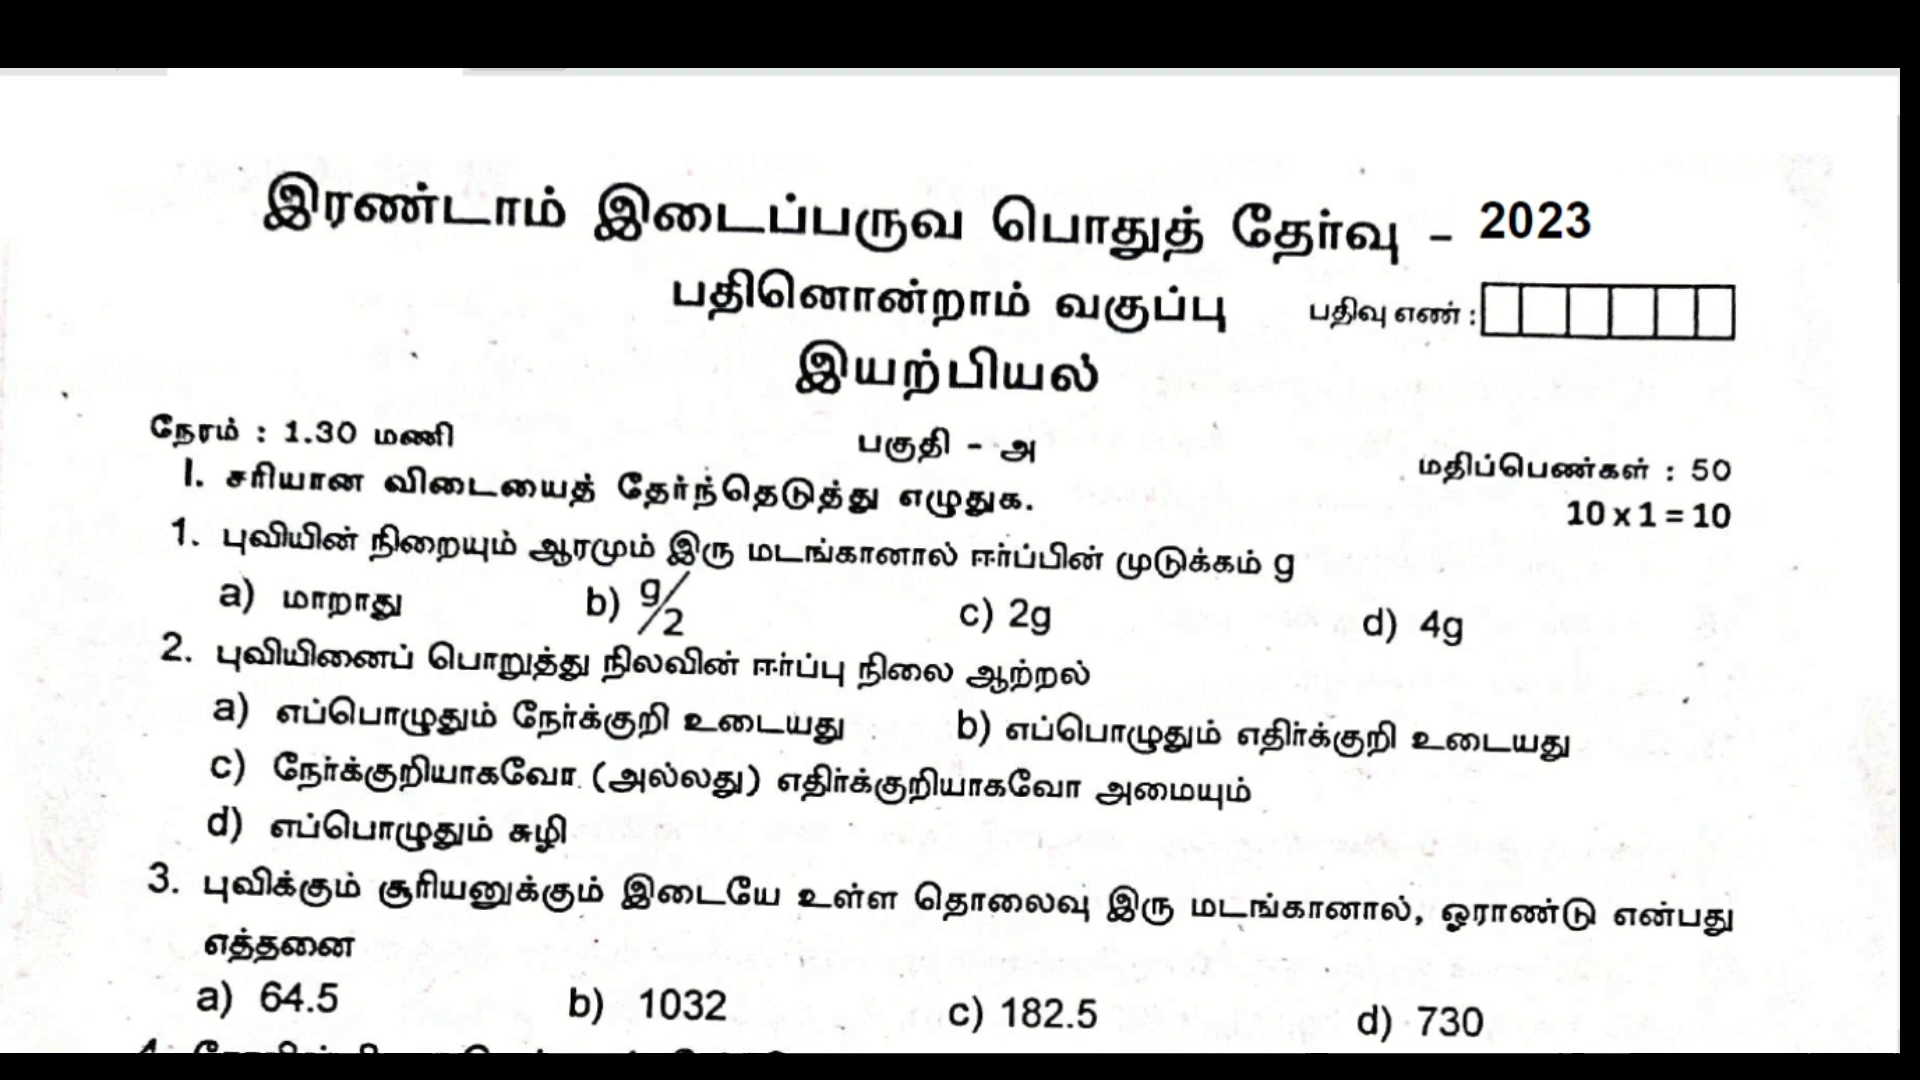 இரண்டாம் இடைப்பருவ பொதுத் தேர்வு - 2023
பதினொன்றாம் வகுப்பு
பதிவு எண் :
இயற்பியல்
நேரம் : 1.30 மணி
பகுதி - அ
மதிப்பெண்கள் : 50
I. சரியான விடையைத் தேர்ந்தெடுத்து எழுதுக.
10 x 1 = 10
1. புவியின் நிறையும் ஆரமும் இரு மடங்கானால் ஈர்ப்பின் முடுக்கம் g
a) மாறாது b) g/2 c) 2g d) 4g
2. புவியினைப் பொறுத்து நிலவின் ஈர்ப்பு நிலை ஆற்றல்
a) எப்பொழுதும் நேர்க்குறி உடையது b) எப்பொழுதும் எதிர்க்குறி உடையது
c) நேர்க்குறியாகவோ (அல்லது) எதிர்க்குறியாகவோ அமையும்
d) எப்பொழுதும் சுழி
3. புவிக்கும் சூரியனுக்கும் இடையே உள்ள தொலைவு இரு மடங்கானால், ஓராண்டு என்பது
எத்தனை
a) 64.5 b) 1032 c) 182.5 d) 730